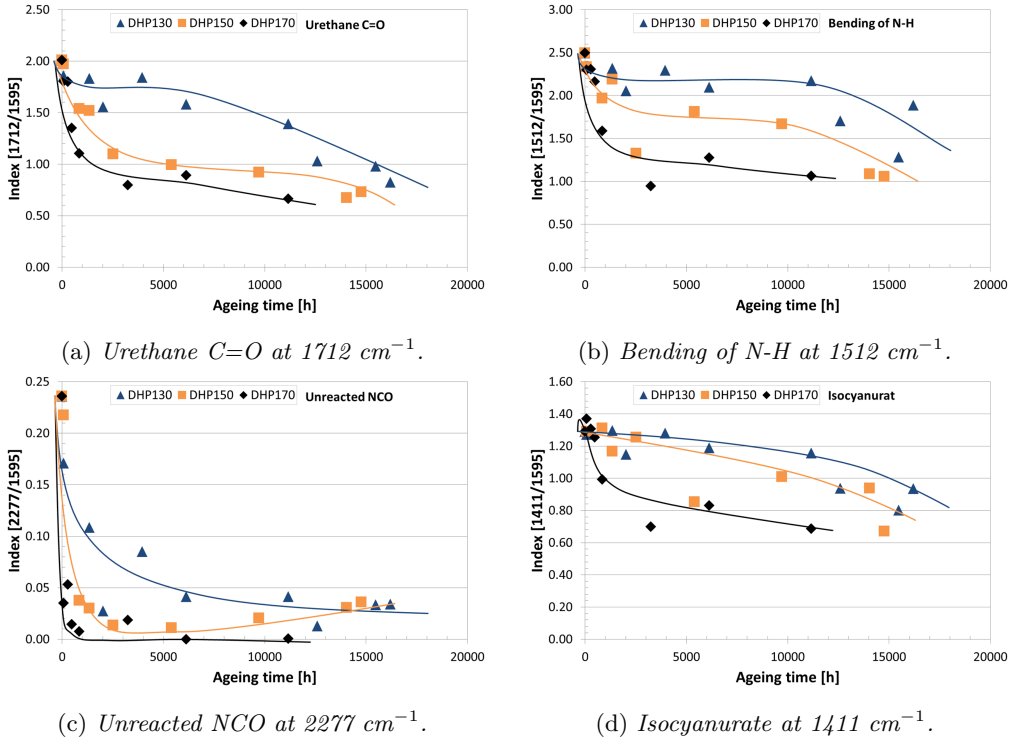 DHP130 DHP150 DHP170 Urethane C=O
Index [1712/1595]
2.50
2.00
1.50
1.00
0.50
0.00
0 5000 10000 15000 20000
Ageing time [h]
(a) Urethane C=O at 1712 cm⁻¹.
DHP130 DHP150 DHP170 Bending of N-H
Index [1512/1595]
3.00
2.50
2.00
1.50
1.00
0.50
0.00
0 5000 10000 15000 20000
Ageing time [h]
(b) Bending of N-H at 1512 cm⁻¹.
DHP130 DHP150 DHP170 Unreacted NCO
Index [2277/1595]
0.25
0.20
0.15
0.10
0.05
0.00
0 5000 10000 15000 20000
Ageing time [h]
(c) Unreacted NCO at 2277 cm⁻¹.
DHP130 DHP150 DHP170 Isocyanurat
Index [1411/1595]
1.60
1.40
1.20
1.00
0.80
0.60
0.40
0.20
0.00
0 5000 10000 15000 20000
Ageing time [h]
(d) Isocyanurate at 1411 cm⁻¹.